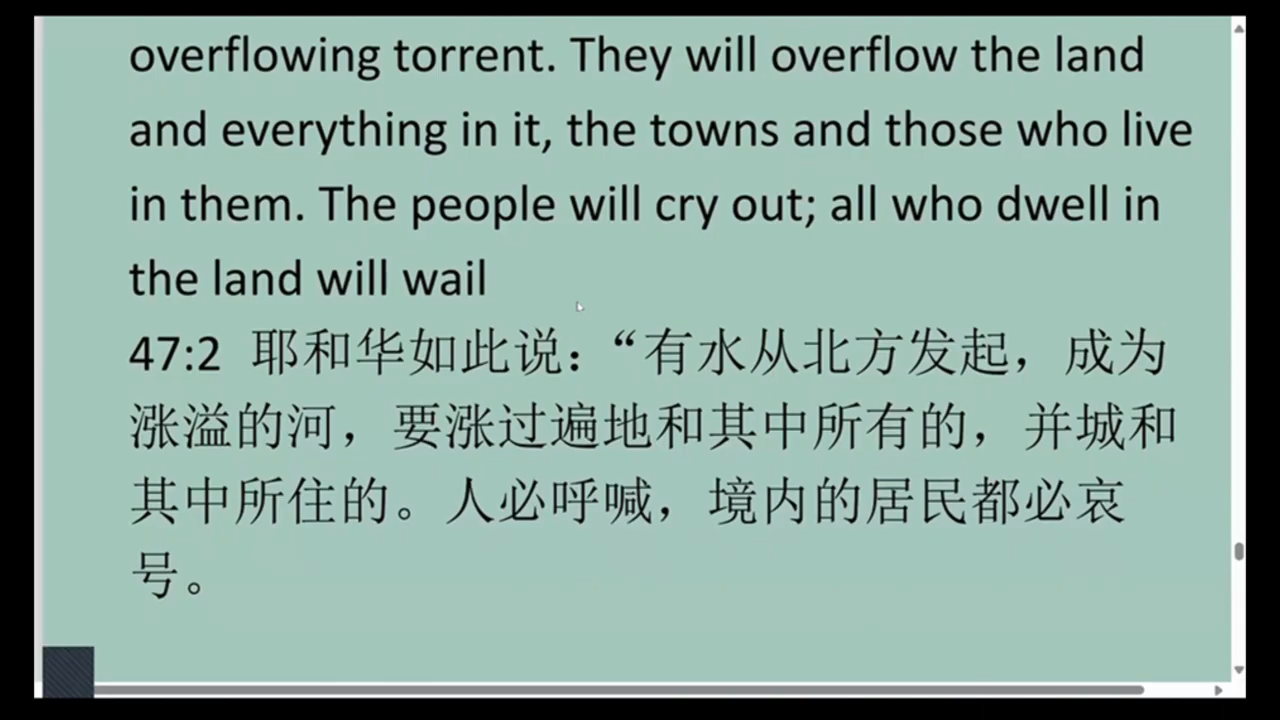 overflowing torrent. They will overflow the land
and everything in it, the towns and those who live
in them. The people will cry out; all who dwell in
the land will wail
47:2 耶和华如此说：“有水从北方发起，成为
涨溢的河，要涨过遍地和其中所有的，并城和
其中所住的。人必呼喊，境内的居民都必哀
号。